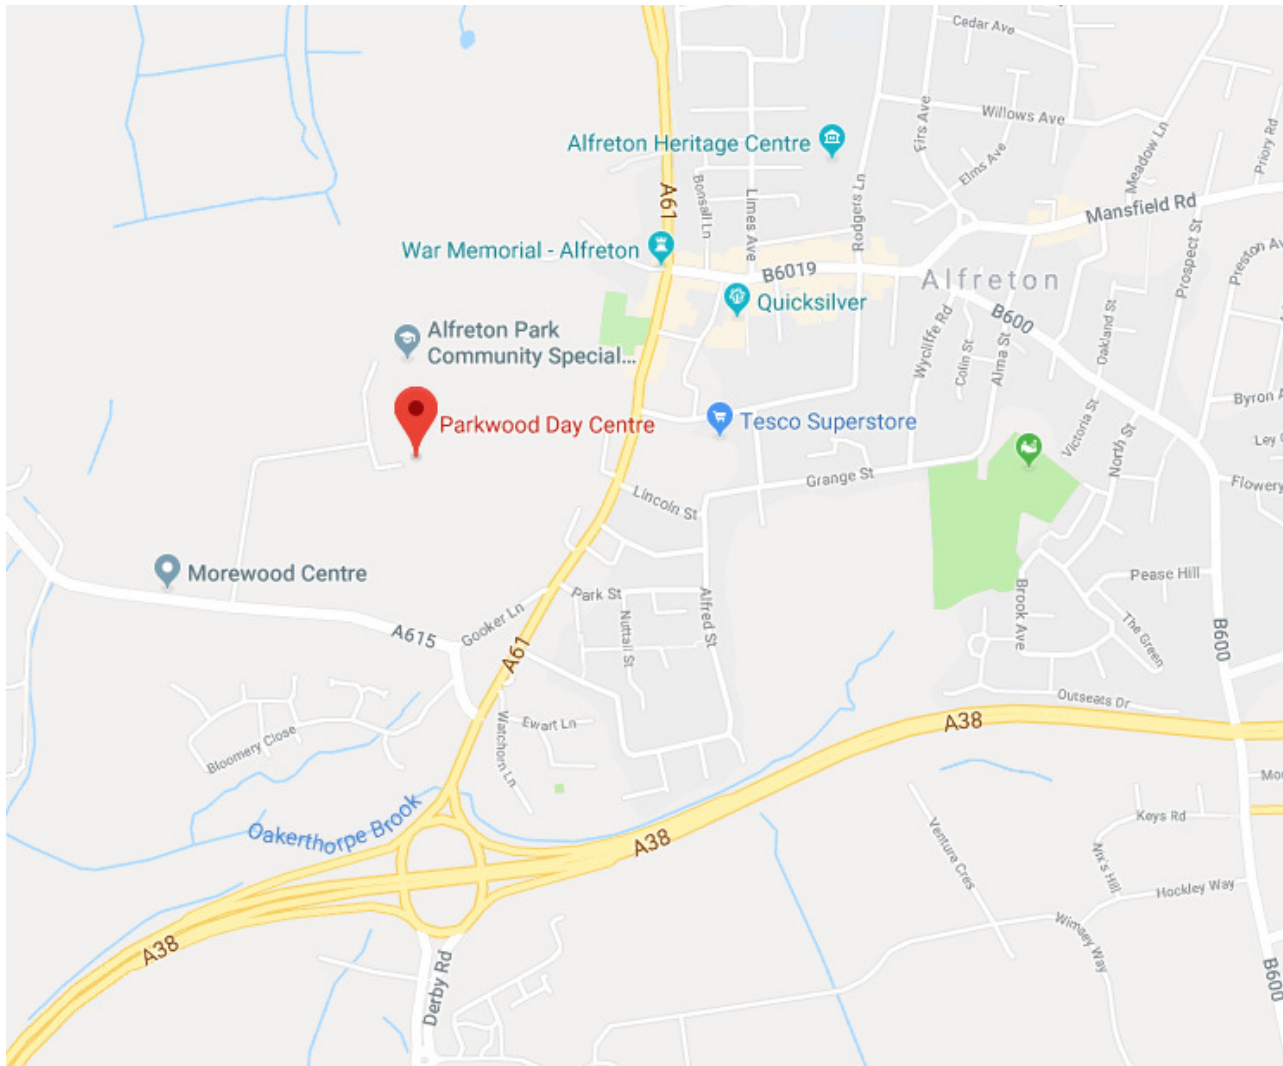 Cedar Ave
Willows Ave
Firs Ave
Elms Ave
Meadow Ln
Priory Rd
Alfreton Heritage Centre
A61
Bonsall Ln
Limes Ave
Rodgers Ln
Mansfield Rd
Prospect St
Preston Av
War Memorial - Alfreton
B6019
Alfreton
Quicksilver
B600
Wycliffe Rd
Colin St
Alma St
Oakland St
Alfreton Park
Community Special...
Byron A
Parkwood Day Centre
Tesco Superstore
Victoria St
North St
Ley
Grange St
Flowery
Lincoln St
Morewood Centre
Pease Hill
Park St
Alfred St
Gooker Ln
A615
Nuttall St
Brook Ave
The Green
B600
A61
Outseats Dr
Bloomery Close
Watchorn Ln
Ewart Ln
A38
Oakerthorpe Brook
A38
Venture Cres
Keys Rd
Nix's Hill
Hockley Way
Wimsey Way
A38
Derby Rd
B600